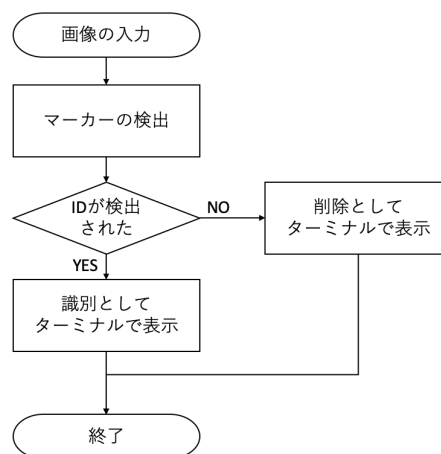 画像の入力
マーカーの検出
IDが検出
された
NO
削除として
ターミナルで表示
YES
識別として
ターミナルで表示
終了